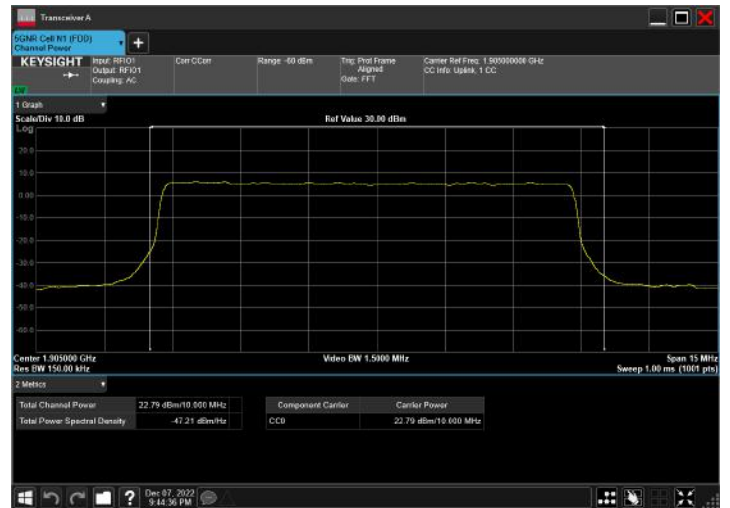 Transceiver A
5GNR Cell N1 (FDD)
Channel Power
+
KEYSIGHT
Input: RFIO1
Output: RFIO1
Coupling: AC
Corr CCorr
Range -60 dBm
Trig: Prot Frame
Aligned
Gate: FFT
Carrier Ref Freq: 1.905000000 GHz
CC Info: Uplink, 1 CC
1 Graph
Scale/Div 10.0 dB
Ref Value 30.00 dBm
Log
20.0
10.0
0.00
-10.0
-20.0
-30.0
-40.0
-50.0
-60.0
Center 1.905000 GHz
Video BW 1.5000 MHz
Span 15 MHz
Res BW 150.00 kHz
Sweep 1.00 ms (1001 pts)
2 Metrics
Total Channel Power 22.79 dBm/10.000 MHz
Total Power Spectral Density -47.21 dBm/Hz
Component Carrier Carrier Power
CC0 22.79 dBm/10.000 MHz
?
Dec 07, 2022
9:44:36 PM